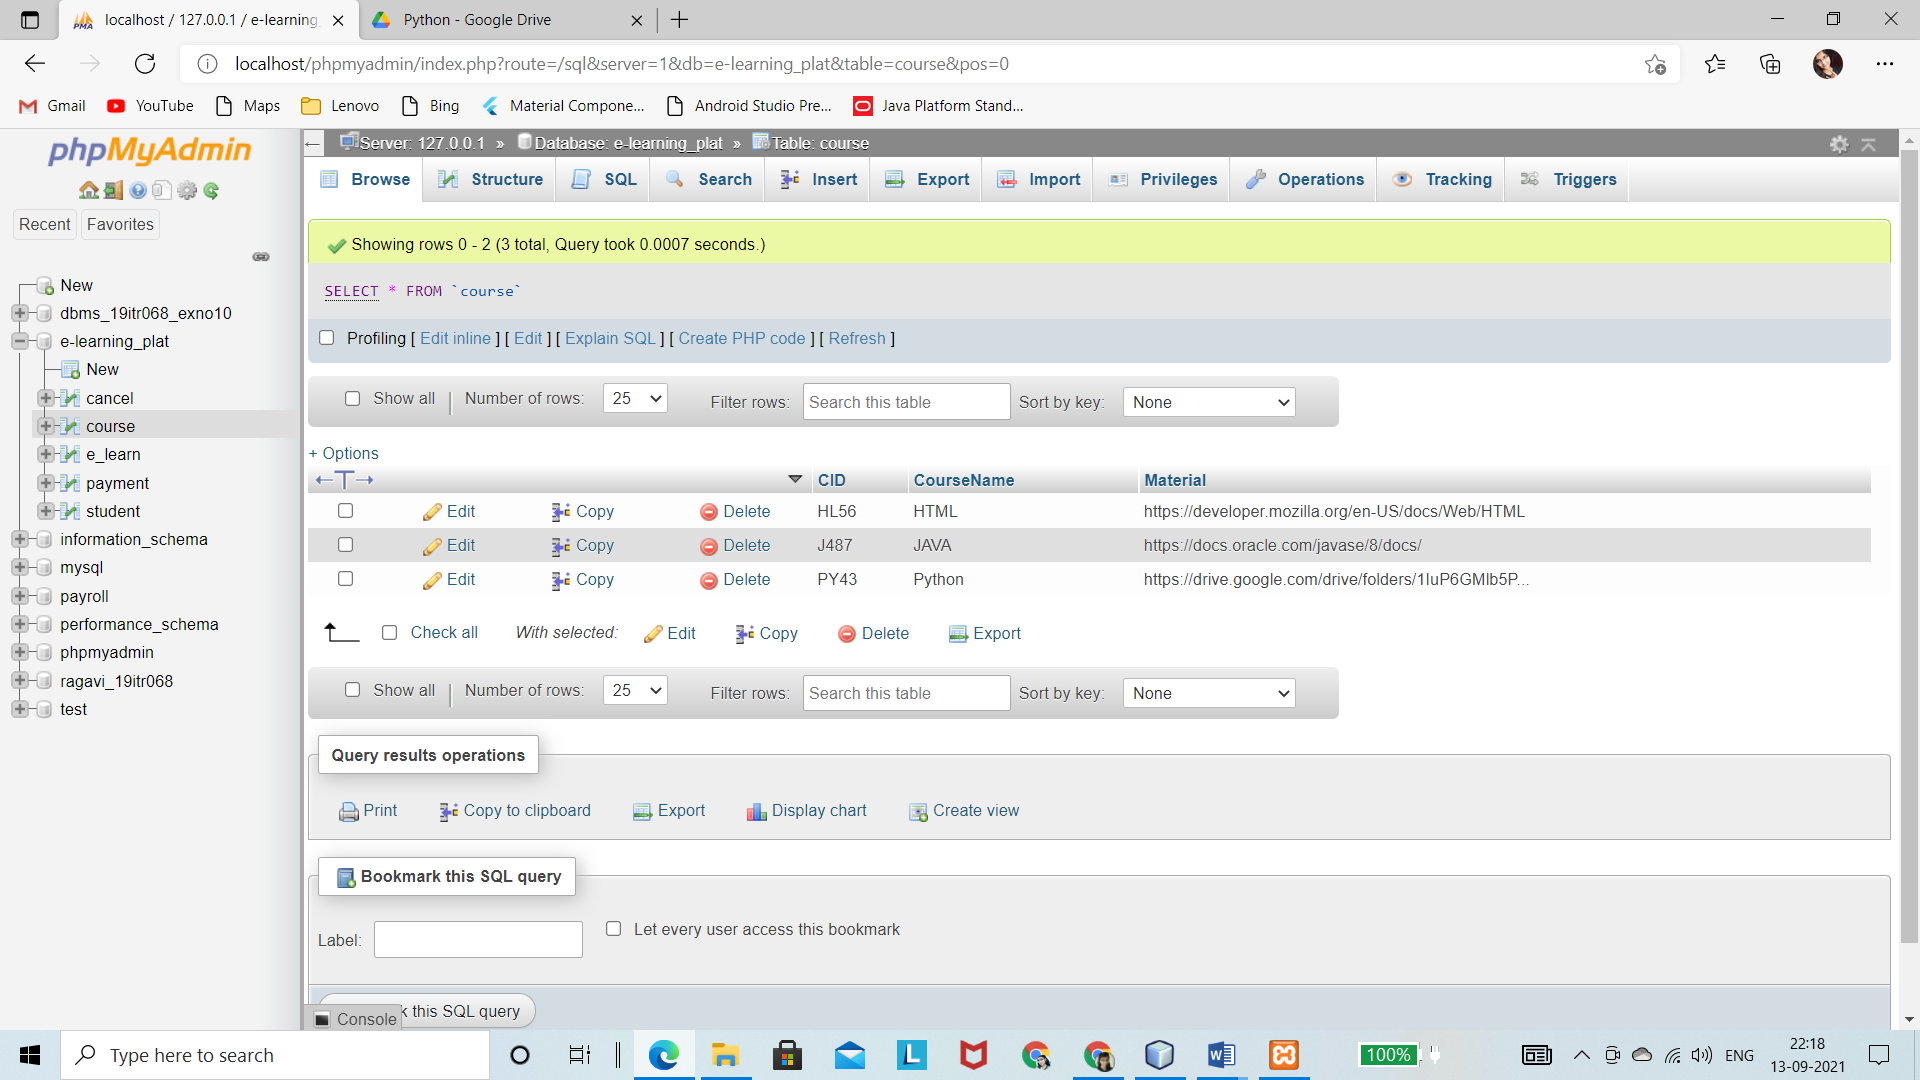 localhost / 127.0.0.1 / e-learning_
Python - Google Drive
localhost/phpmyadmin/index.php?route=/sql&server=1&db=e-learning_plat&table=course&pos=0
Gmail YouTube Maps Lenovo Bing Material Compone... Android Studio Pre... Java Platform Stand...
phpMyAdmin
Recent Favorites
New
dbms_19itr068_exno10
e-learning_plat
New
cancel
course
e_learn
payment
student
information_schema
mysql
payroll
performance_schema
phpmyadmin
ragavi_19itr068
test
Server: 127.0.0.1 » Database: e-learning_plat » Table: course
Browse Structure SQL Search Insert Export Import Privileges Operations Tracking Triggers
Showing rows 0 - 2 (3 total, Query took 0.0007 seconds.)
SELECT * FROM `course`
Profiling [ Edit inline ] [ Edit ] [ Explain SQL ] [ Create PHP code ] [ Refresh ]
Show all | Number of rows: 25 Filter rows: Search this table Sort by key: None
+ Options
←T→ CID CourseName Material
Edit Copy Delete HL56 HTML https://developer.mozilla.org/en-US/docs/Web/HTML
Edit Copy Delete J487 JAVA https://docs.oracle.com/javase/8/docs/
Edit Copy Delete PY43 Python https://drive.google.com/drive/folders/1IuP6GMlb5P...
Check all With selected: Edit Copy Delete Export
Show all | Number of rows: 25 Filter rows: Search this table Sort by key: None
Query results operations
Print Copy to clipboard Export Display chart Create view
Bookmark this SQL query
Label: Let every user access this bookmark
k this SQL query
Console
Type here to search
100%
ENG
22:18
13-09-2021